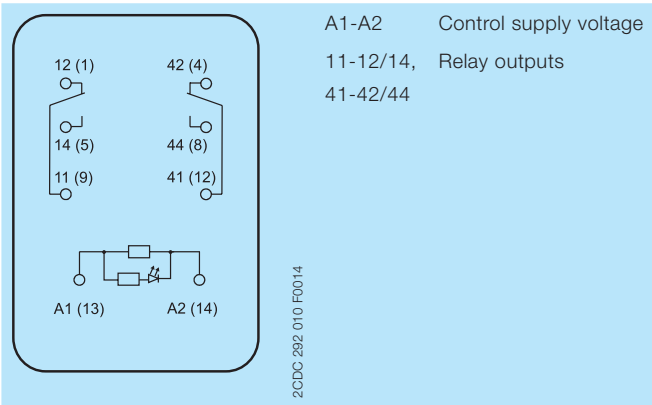 12 (1)
42 (4)
14 (5)
44 (8)
11 (9)
41 (12)
A1 (13)
A2 (14)
2CDC 292 010 F0014
A1-A2 Control supply voltage
11-12/14, Relay outputs
41-42/44